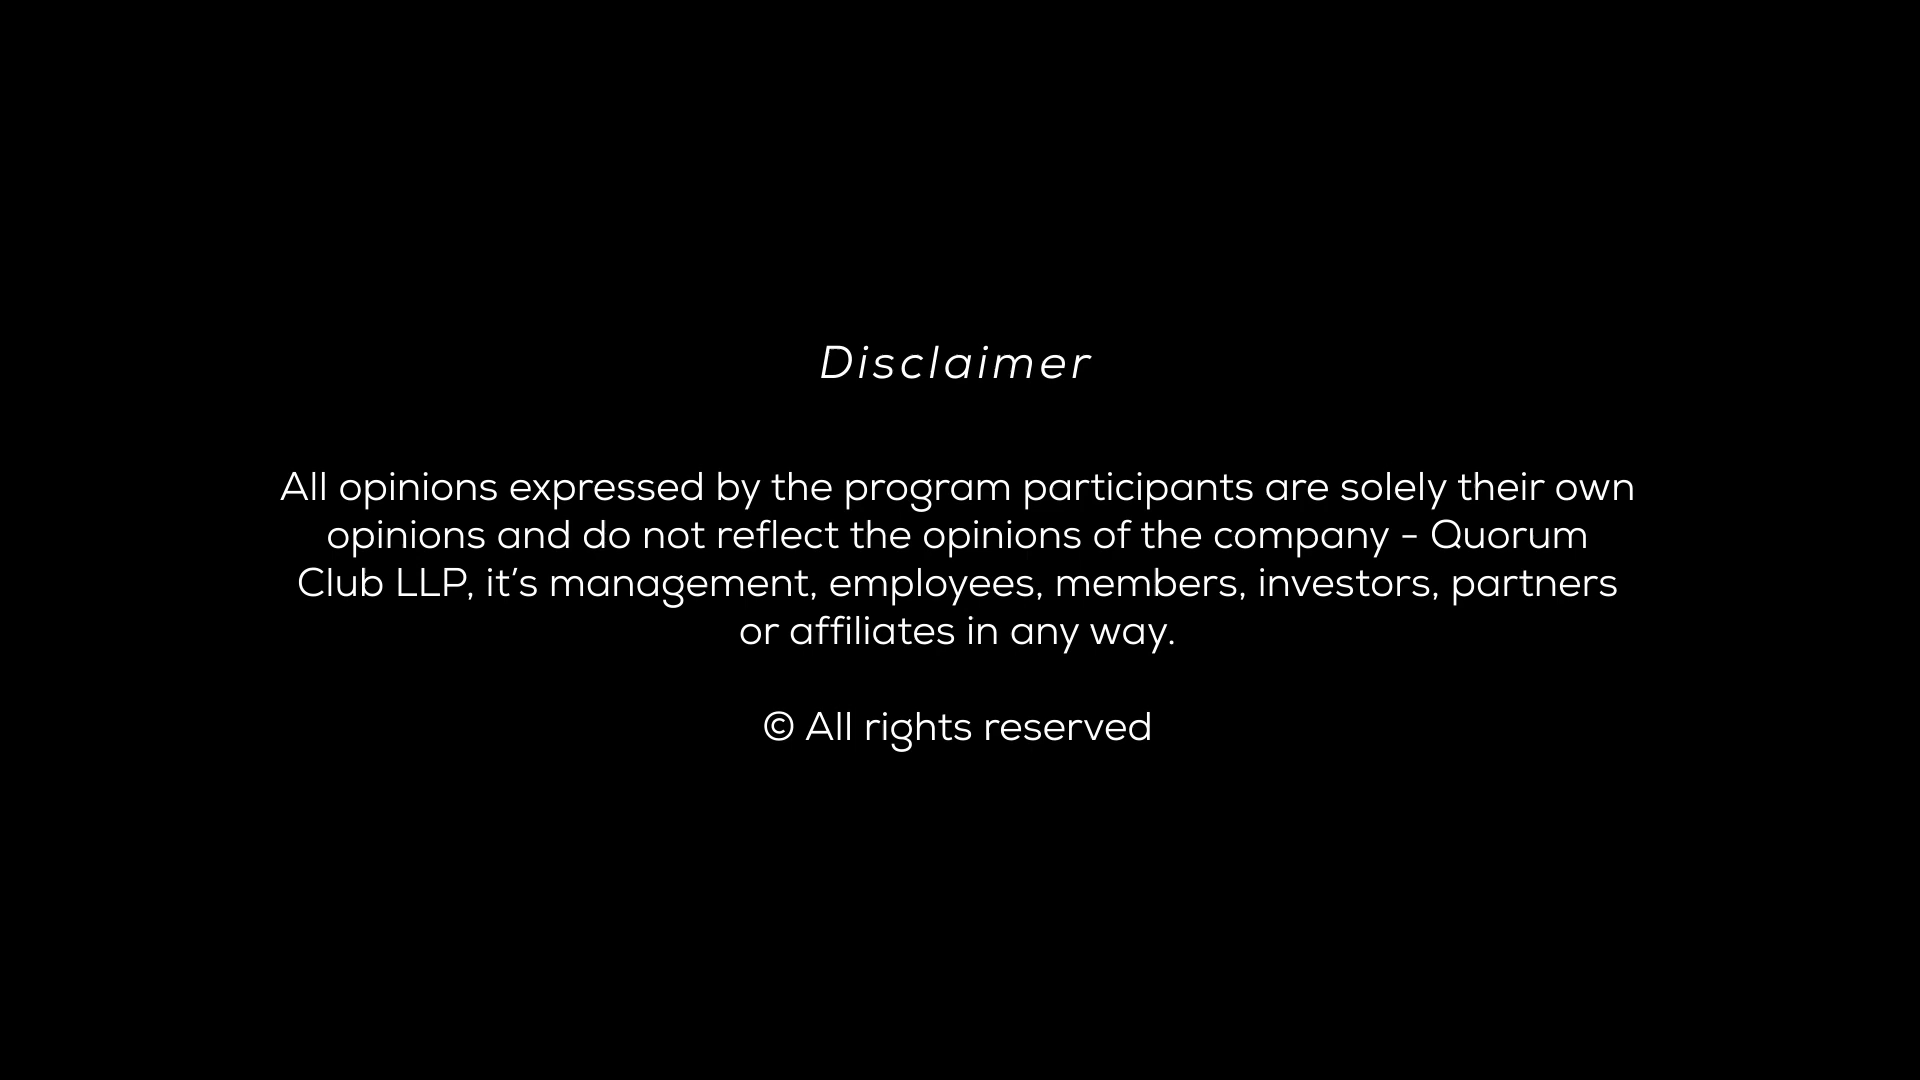 Disclaimer
All opinions expressed by the program participants are solely their own
opinions and do not reflect the opinions of the company - Quorum
Club LLP, it’s management, employees, members, investors, partners
or affiliates in any way.
© All rights reserved